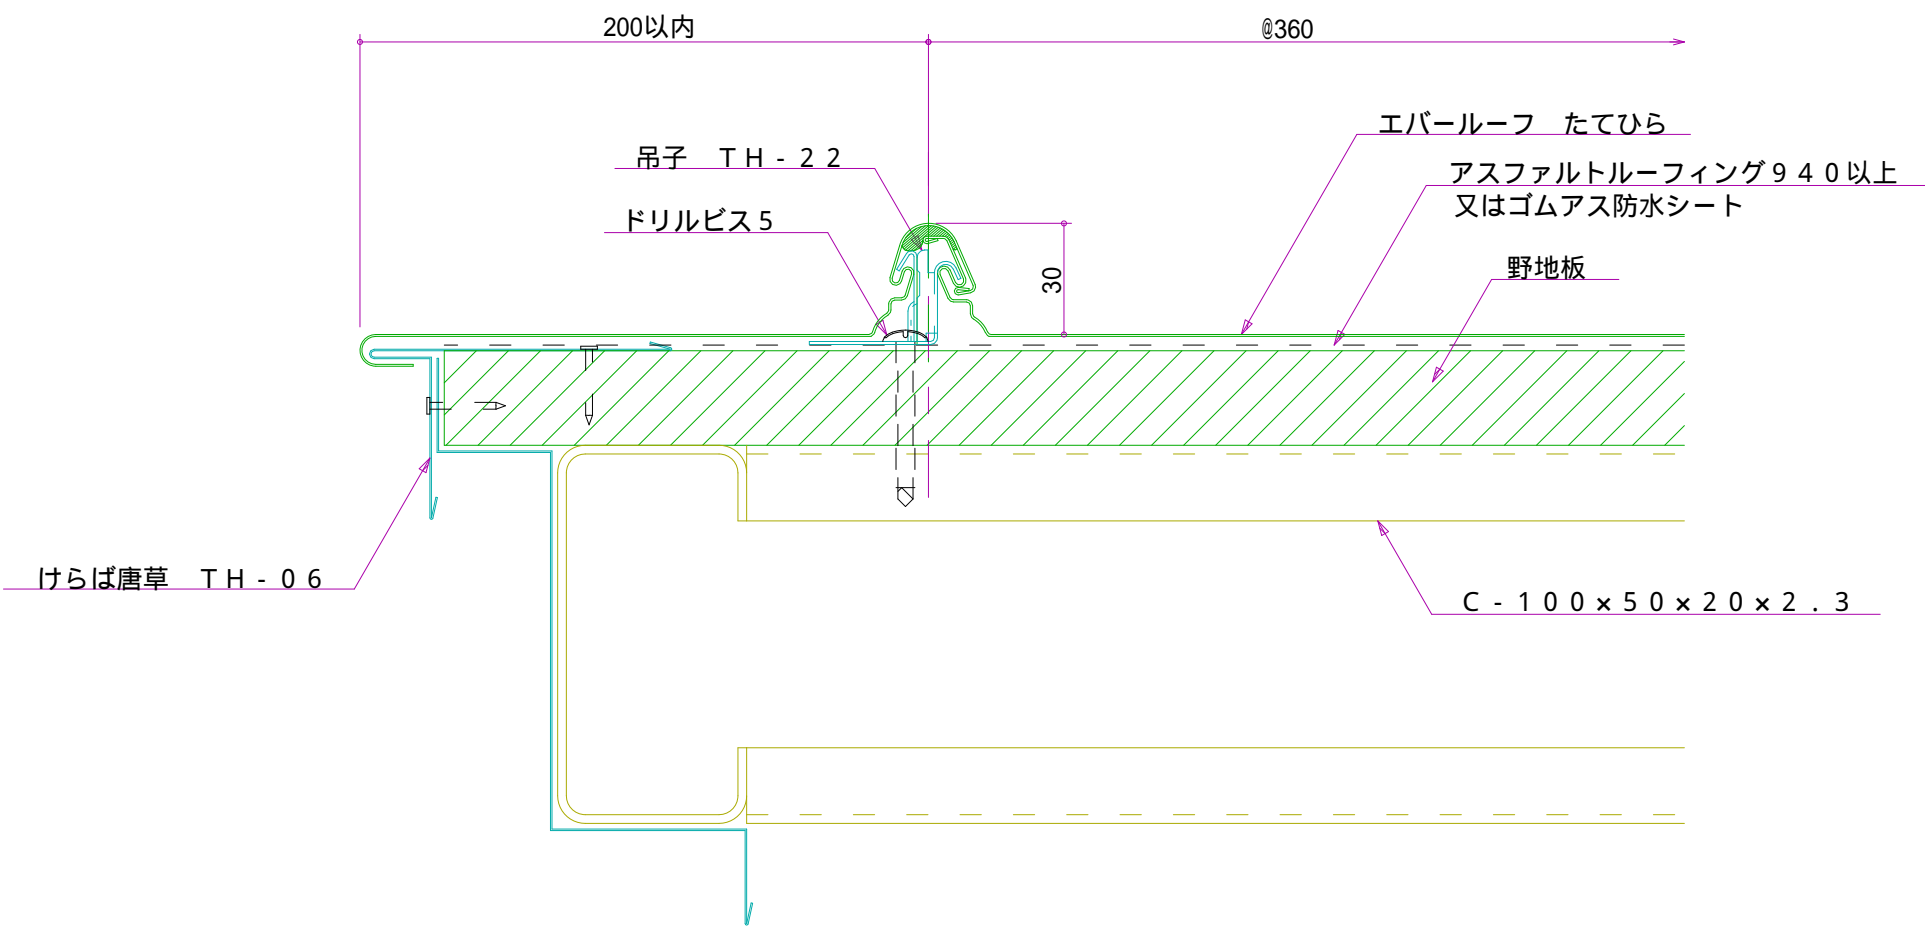 200以内
@360
エバールーフ　たてひら
吊子　ＴＨ-２２
アスファルトルーフィング９４０以上
又はゴムアス防水シート
ドリルビス５
野地板
30
けらば唐草　ＴＨ-０６
Ｃ-１００×５０×２０×２.３